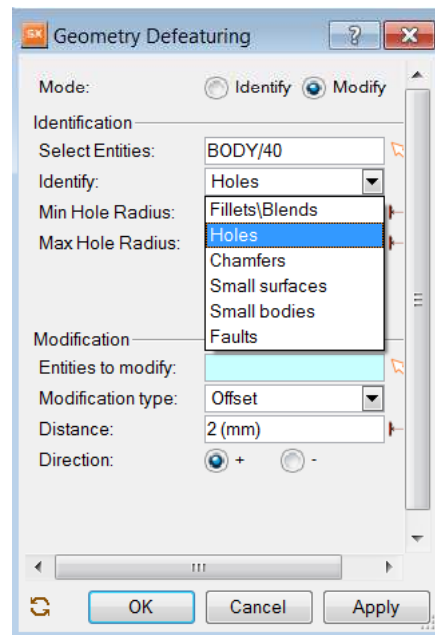 SX Geometry Defeaturing ?
Mode: Identify Modify
Identification
Select Entities: BODY/40
Identify: Holes
Min Hole Radius: Fillets\Blends
Max Hole Radius: Holes
Chamfers
Small surfaces
Small bodies
Faults
Modification
Entities to modify:
Modification type: Offset
Distance: 2 (mm)
Direction: + -
OK Cancel Apply